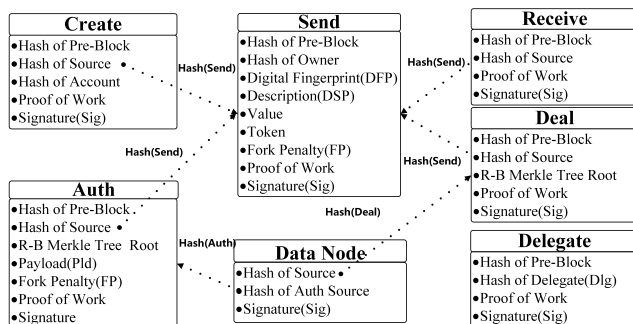 Create
●Hash of Pre-Block
●Hash of Source
●Hash of Account
●Proof of Work
●Signature(Sig)
Send
●Hash of Pre-Block
●Hash of Owner
●Digital Fingerprint(DFP)
●Description(DSP)
●Value
●Token
●Fork Penalty(FP)
●Proof of Work
●Signature(Sig)
Receive
●Hash of Pre-Block
●Hash of Source
●Proof of Work
●Signature(Sig)
Hash(Send)
Hash(Send)
Deal
●Hash of Pre-Block
●Hash of Source
●R-B Merkle Tree Root
●Proof of Work
●Signature(Sig)
Hash(Send)
Hash(Send)
Auth
●Hash of Pre-Block
●Hash of Source
●R-B Merkle Tree Root
●Payload(Pld)
●Fork Penalty(FP)
●Proof of Work
●Signature
Hash(Auth)
Hash(Deal)
Data Node
●Hash of Source
●Hash of Auth Source
●Signature(Sig)
Delegate
●Hash of Pre-Block
●Hash of Delegate(Dlg)
●Proof of Work
●Signature(Sig)